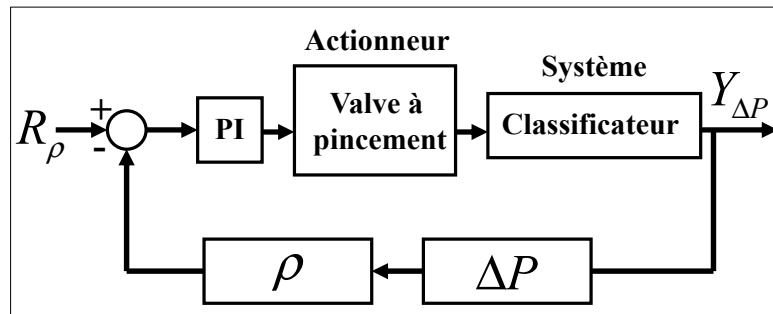 Actionneur
Système
R_ρ
+
-
PI
Valve à
pincement
Classificateur
Y_ΔP
ρ
ΔP